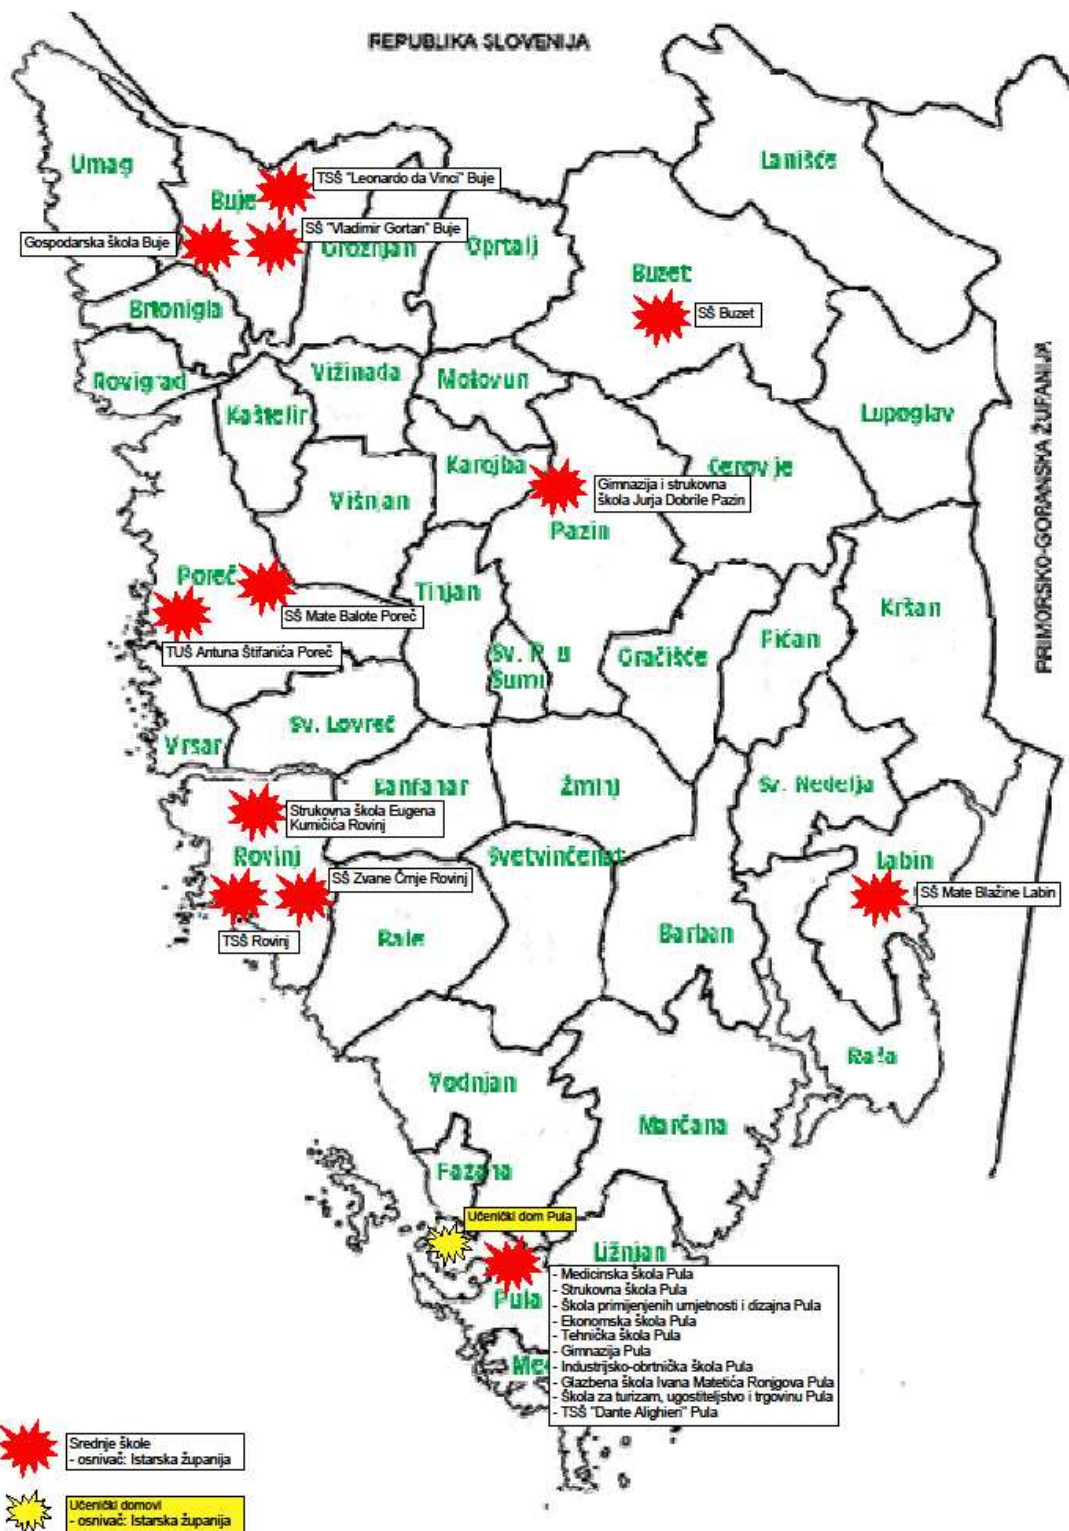 REPUBLIKA SLOVENIJA
Lanišće
Umag
TSŠ "Leonardo da Vinci" Buje
Buje
SŠ "Vladimir Gortan" Buje
Gospodarska škola Buje
Grožnjan
Oprtalj
Buzet
SŠ Buzet
Brtonigla
PRIMORSKO-GORANSKA ŽUPANIJA
Vižinada
Motovun
Kaštelir
Lupoglav
Karojba
Cerovlje
Gimnazija i strukovna
škola Jurja Dobrile Pazin
Višnjan
Pazin
Poreč
Tinjan
Kršan
SŠ Mate Balote Poreč
Pićan
TUŠ Antuna Štifanića Poreč
Gračišće
Sv. Lovreč
Vrsar
Kanfanar
Žminj
Sv. Nedelja
Strukovna škola Eugena
Kumičića Rovinj
Rovinj
Svetvinčenat
Labin
SŠ Zvane Črnje Rovinj
SŠ Mate Blažine Labin
TSŠ Rovinj
Bale
Barban
Raša
Vodnjan
Marčana
Fažana
Učenički dom Pula
Ližnjan
Pula
- Medicinska škola Pula
- Strukovna škola Pula
- Škola primijenjenih umjetnosti i dizajna Pula
- Ekonomska škola Pula
- Tehnička škola Pula
- Gimnazija Pula
- Industrijsko-obrtnička škola Pula
- Glazbena škola Ivana Matetića Ronjgova Pula
- Škola za turizam, ugostiteljstvo i trgovinu Pula
- TSŠ "Dante Alighieri" Pula
Srednje škole
- osnivač: Istarska županija
Učenički domovi
- osnivač: Istarska županija